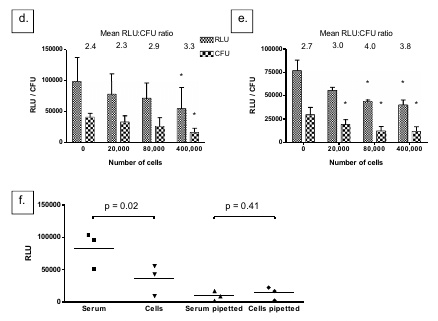 d.
Mean RLU:CFU ratio
2.4 2.3 2.9 3.3
RLU
CFU
150000
100000
50000
0
RLU / CFU
* *
0 20,000 80,000 400,000
Number of cells
e.
Mean RLU:CFU ratio
2.7 3.0 4.0 3.8
100000
75000
50000
25000
0
RLU / CFU
* * * * *
0 20,000 80,000 400,000
Number of cells
f.
p = 0.02 p = 0.41
150000
100000
50000
0
RLU
Serum Cells Serum pipetted Cells pipetted